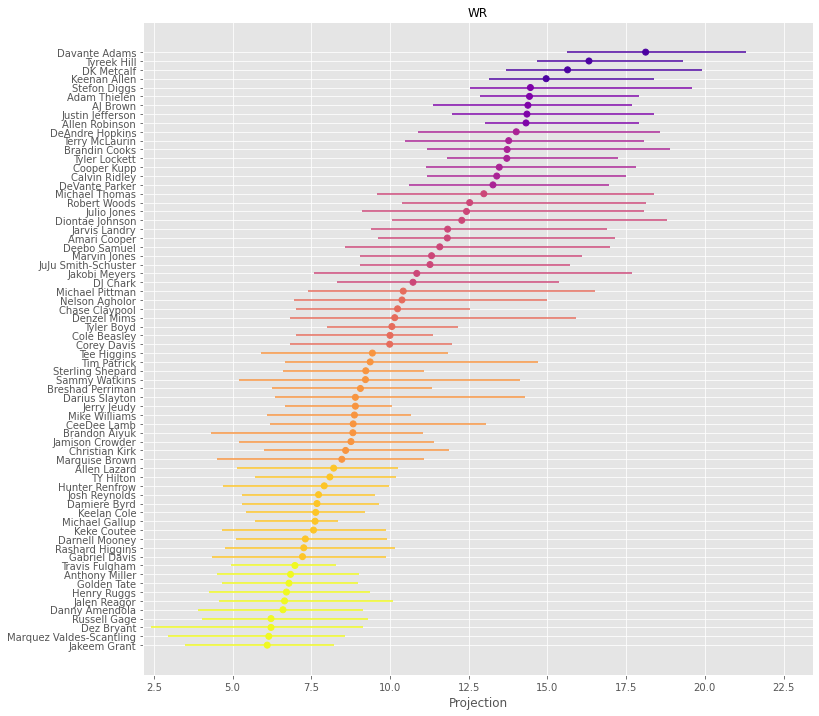 WR
Davante Adams
Tyreek Hill
DK Metcalf
Keenan Allen
Stefon Diggs
Adam Thielen
AJ Brown
Justin Jefferson
Allen Robinson
DeAndre Hopkins
Terry McLaurin
Brandin Cooks
Tyler Lockett
Cooper Kupp
Calvin Ridley
DeVante Parker
Michael Thomas
Robert Woods
Julio Jones
Diontae Johnson
Jarvis Landry
Amari Cooper
Deebo Samuel
Marvin Jones
JuJu Smith-Schuster
Jakobi Meyers
DJ Chark
Michael Pittman
Nelson Agholor
Chase Claypool
Denzel Mims
Tyler Boyd
Cole Beasley
Corey Davis
Tee Higgins
Tim Patrick
Sterling Shepard
Sammy Watkins
Breshad Perriman
Darius Slayton
Jerry Jeudy
Mike Williams
CeeDee Lamb
Brandon Aiyuk
Jamison Crowder
Christian Kirk
Marquise Brown
Allen Lazard
TY Hilton
Hunter Renfrow
Josh Reynolds
Damiere Byrd
Keelan Cole
Michael Gallup
Keke Coutee
Darnell Mooney
Rashard Higgins
Gabriel Davis
Travis Fulgham
Anthony Miller
Golden Tate
Henry Ruggs
Jalen Reagor
Danny Amendola
Russell Gage
Dez Bryant
Marquez Valdes-Scantling
Jakeem Grant
2.5 5.0 7.5 10.0 12.5 15.0 17.5 20.0 22.5
Projection